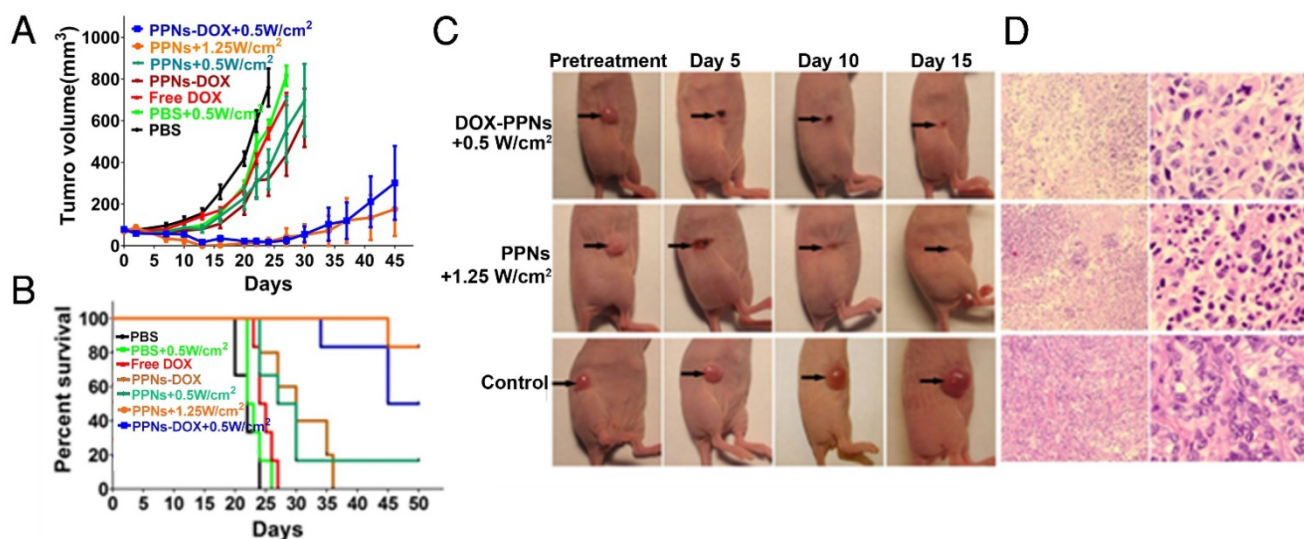 A
1000
800
600
400
200
0
Tumro volume(mm³)
PPNs-DOX+0.5W/cm²
PPNs+1.25W/cm²
PPNs+0.5W/cm²
PPNs-DOX
Free DOX
PBS+0.5W/cm²
PBS
0 5 10 15 20 25 30 35 40 45
Days
B
100
80
60
40
20
0
Percent survival
PBS
PBS+0.5W/cm²
Free DOX
PPNs-DOX
PPNs+0.5W/cm²
PPNs+1.25W/cm²
PPNs-DOX+0.5W/cm²
0 5 10 15 20 25 30 35 40 45 50
Days
C
Pretreatment Day 5 Day 10 Day 15
DOX-PPNs
+0.5 W/cm²
PPNs
+1.25 W/cm²
Control
D